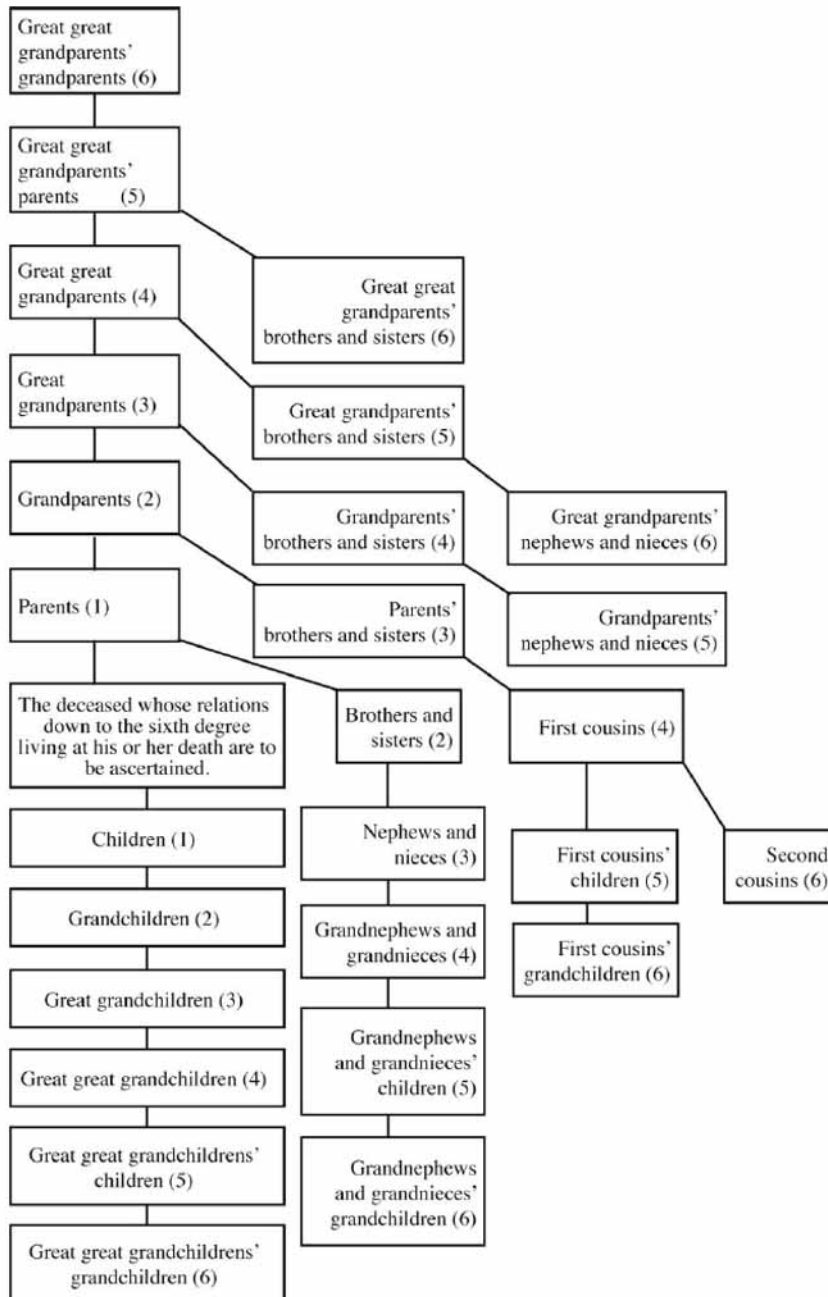 Great great
grandparents'
grandparents (6)
Great great
grandparents'
parents (5)
Great great
grandparents (4)
Great great
grandparents'
brothers and sisters (6)
Great
grandparents (3)
Great grandparents'
brothers and sisters (5)
Grandparents (2)
Grandparents'
brothers and sisters (4)
Great grandparents'
nephews and nieces (6)
Parents (1)
Parents'
brothers and sisters (3)
Grandparents'
nephews and nieces (5)
The deceased whose relations
down to the sixth degree
living at his or her death are to
be ascertained.
Brothers and
sisters (2)
First cousins (4)
Children (1)
Nephews and
nieces (3)
First cousins'
children (5)
Second
cousins (6)
Grandchildren (2)
Grandnephews and
grandnieces (4)
First cousins'
grandchildren (6)
Great grandchildren (3)
Grandnephews
and grandnieces'
children (5)
Great great grandchildren (4)
Great great grandchildrens'
children (5)
Grandnephews
and grandnieces'
grandchildren (6)
Great great grandchildrens'
grandchildren (6)